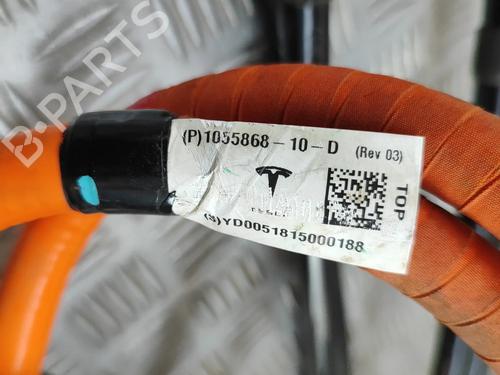 B-PARTS
(P)1055868-10-D (Rev 03)
TOP
(S)YD0051815000188